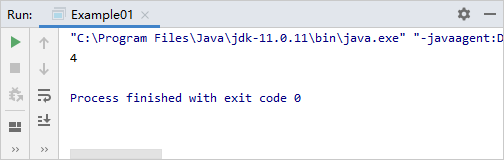 Run: Example01
"C:\Program Files\Java\jdk-11.0.11\bin\java.exe" "-javaagent:D
4
Process finished with exit code 0